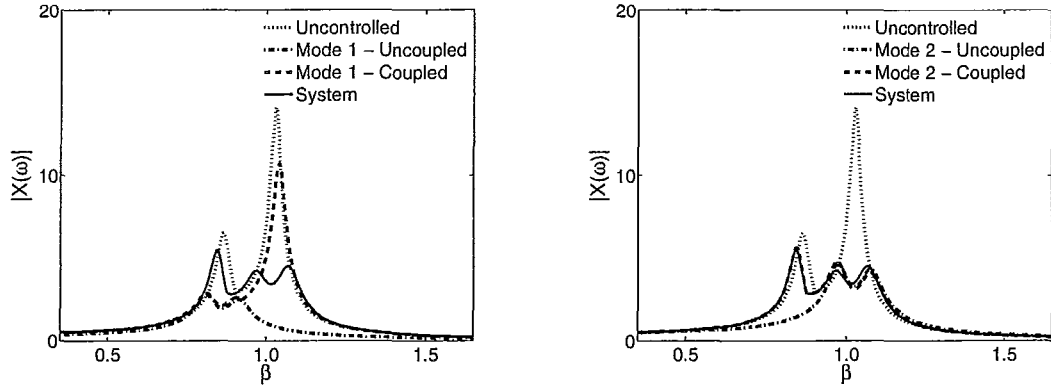 20
Uncontrolled
Mode 1 – Uncoupled
Mode 1 – Coupled
System
10
|X(ω)|
0
0.5
1.0
1.5
β
20
Uncontrolled
Mode 2 – Uncoupled
Mode 2 – Coupled
System
10
|X(ω)|
0
0.5
1.0
1.5
β